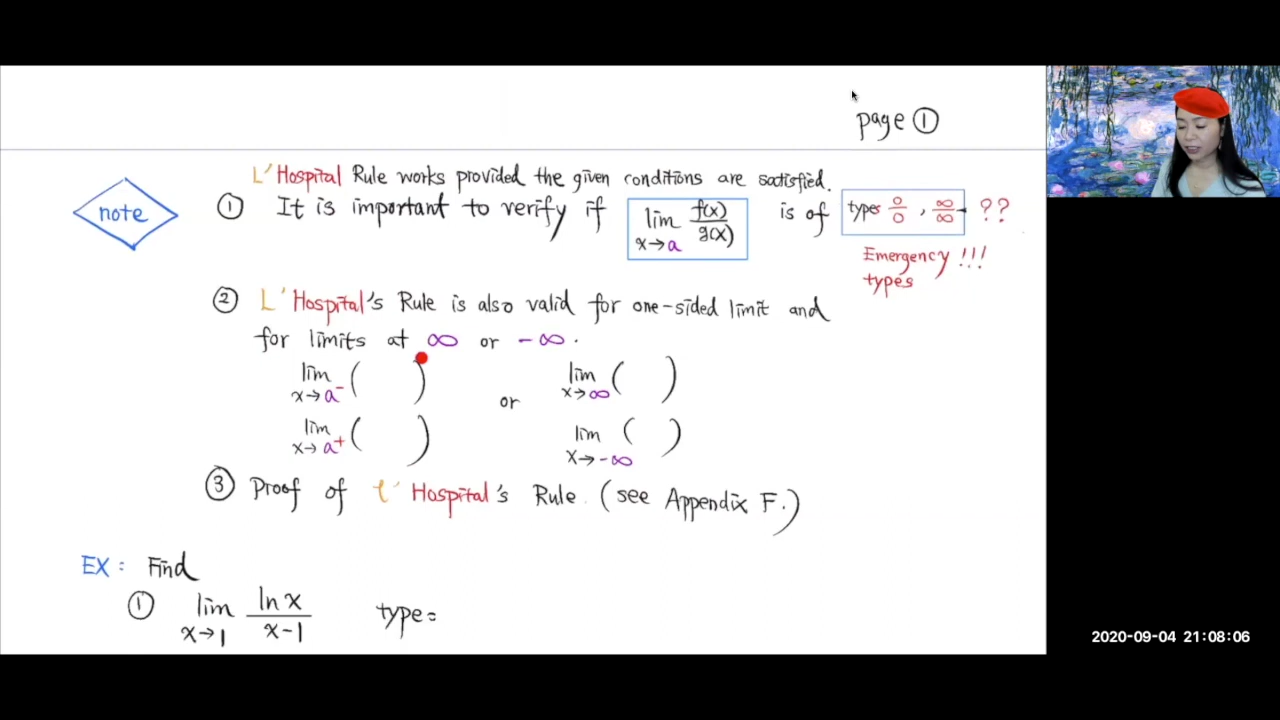 page ①
L'Hospital Rule works provided the given conditions are satisfied.
note
① It is important to verify if lim x→a f(x)/g(x) is of types 0/0, ∞/∞ ??
Emergency !!!
types
② L'Hospital's Rule is also valid for one-sided limit and
for limits at ∞ or -∞.
lim x→a⁻ ( ) or lim x→∞ ( )
lim x→a⁺ ( ) lim x→-∞ ( )
③ Proof of l'Hospital's Rule. (see Appendix F.)
EX: Find
① lim x→1 ln x/x-1 type=
2020-09-04 21:08:06